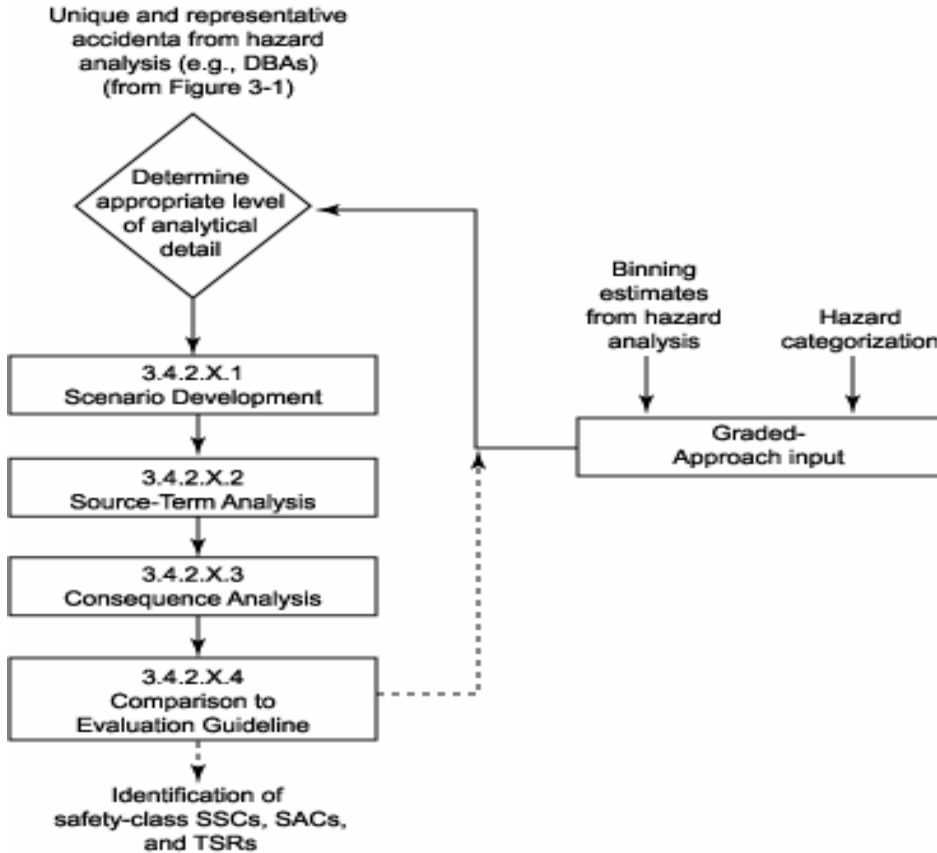 Unique and representative
accidenta from hazard
analysis (e.g., DBAs)
(from Figure 3-1)
Determine
appropriate level
of analytical
detail
3.4.2.X.1
Scenario Development
3.4.2.X.2
Source-Term Analysis
3.4.2.X.3
Consequence Analysis
3.4.2.X.4
Comparison to
Evaluation Guideline
Identification of
safety-class SSCs, SACs,
and TSRs
Binning
estimates
from hazard
analysis
Hazard
categorization
Graded-
Approach input